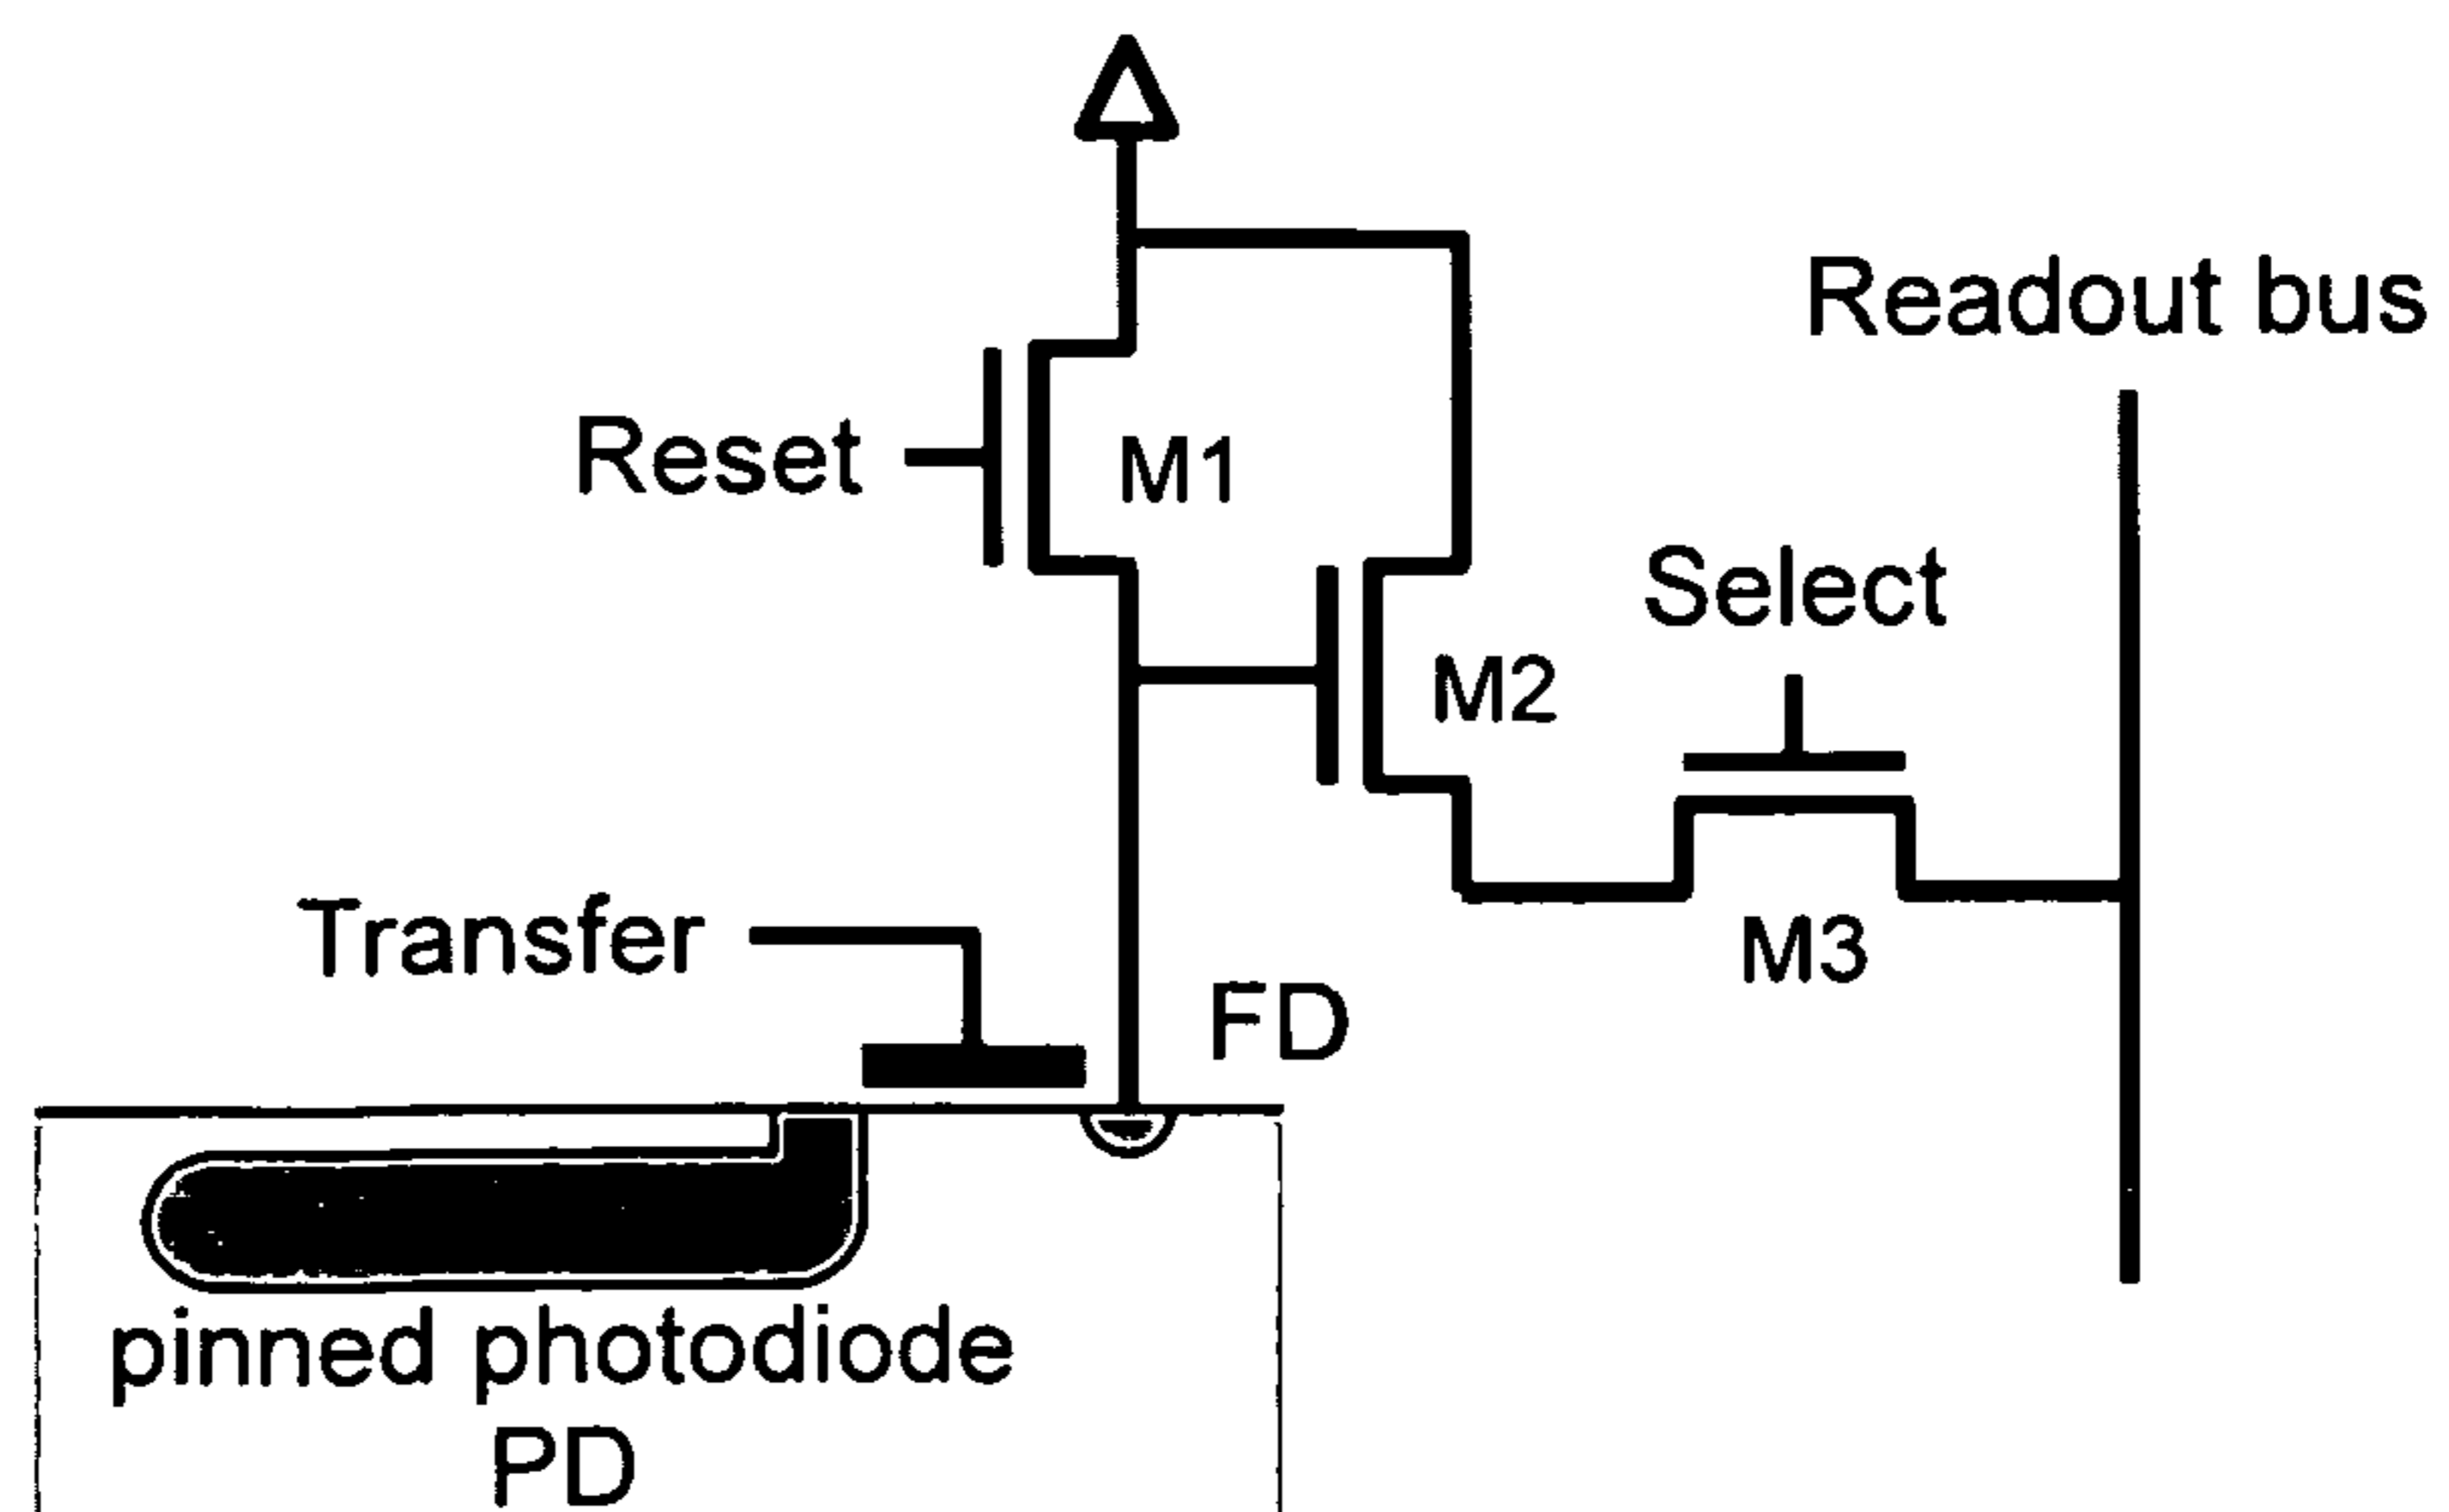 Readout bus
Reset
M1
Select
M2
Transfer
M3
FD
pinned photodiode
PD